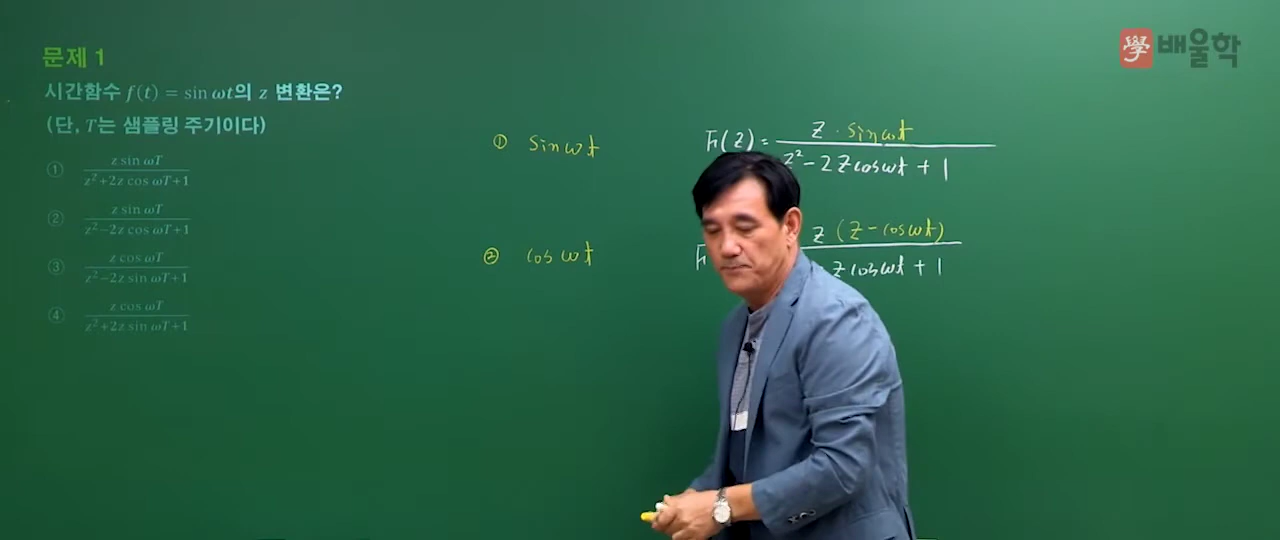 문제 1
시간함수 f(t) = sin ωt의 z 변환은?
(단, T는 샘플링 주기이다)
① z sin ωT / z²+2z cos ωT+1
② z sin ωT / z²−2z cos ωT+1
③ z cos ωT / z²−2z sin ωT+1
④ z cos ωT / z²+2z sin ωT+1
學 배울학
① sin ωt F(z) = z · sin ωt / z² − 2z cos ωt + 1
② cos ωt F z (z − cos ωt) / z cos ωt + 1